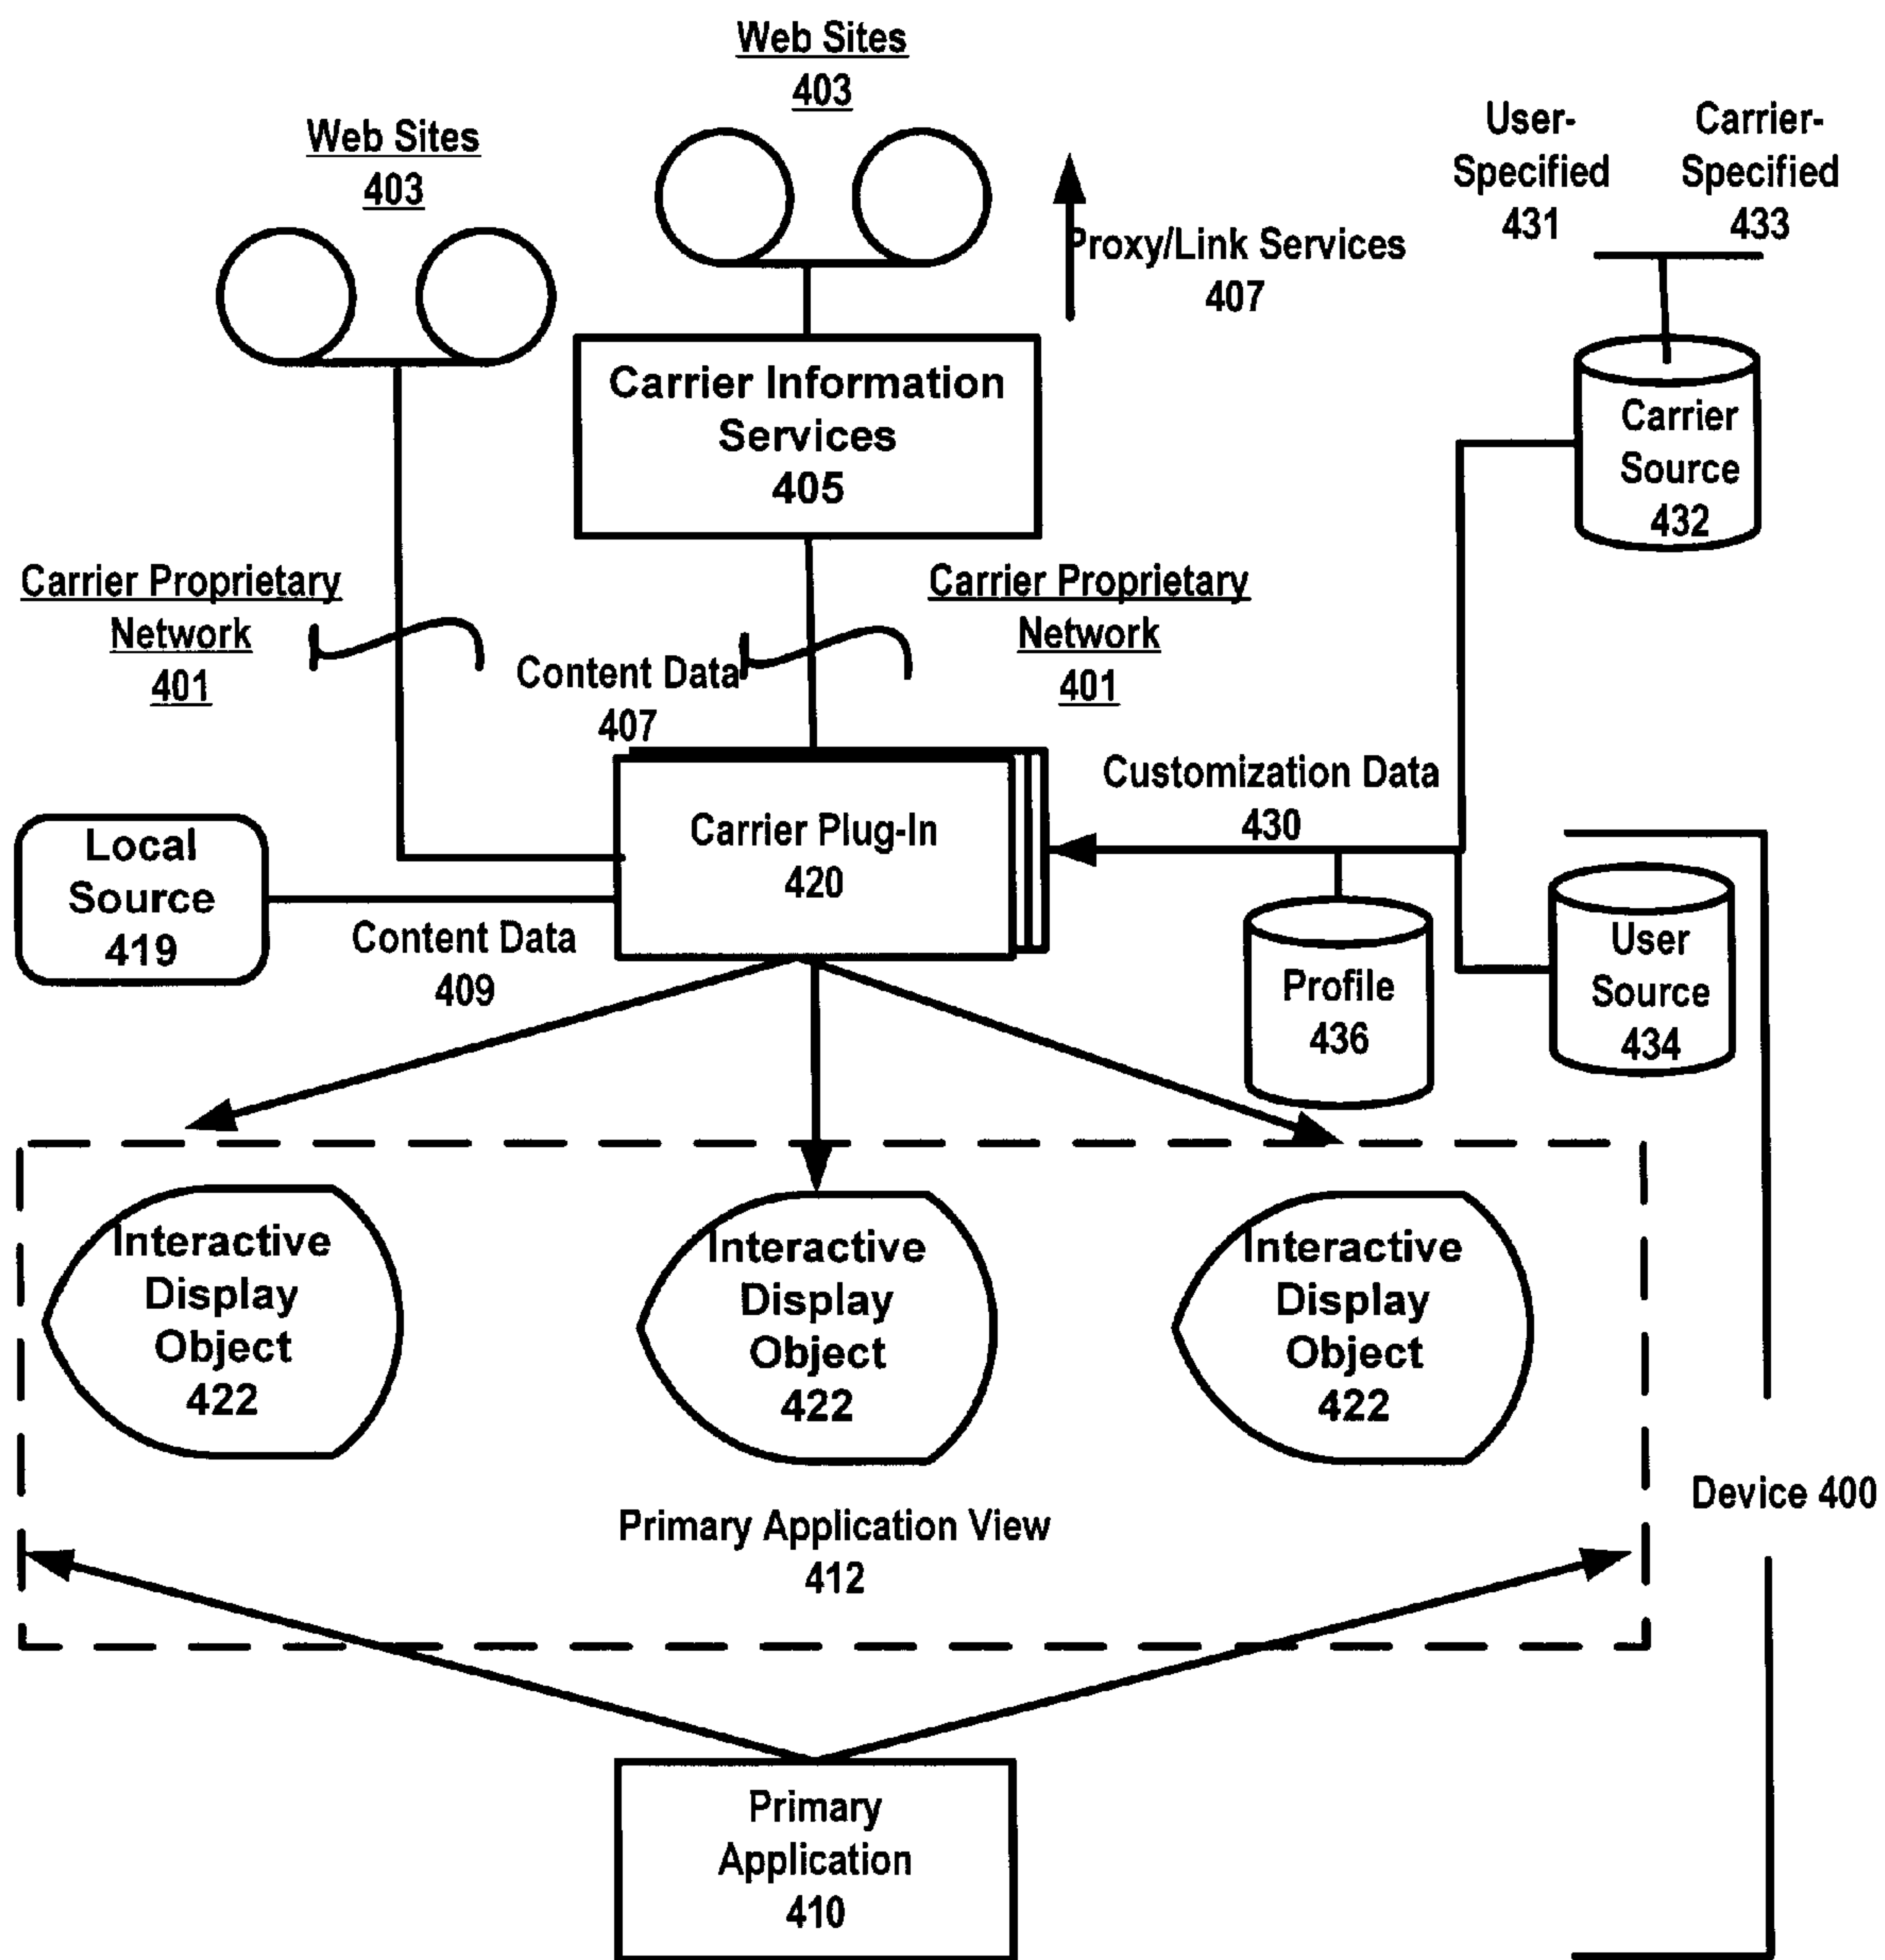 Web Sites
403
Web Sites
403
User-
Specified
431
Carrier-
Specified
433
Proxy/Link Services
407
Carrier Information
Services
405
Carrier
Source
432
Carrier Proprietary
Network
401
Carrier Proprietary
Network
401
Content Data
407
Customization Data
430
Carrier Plug-In
420
Local
Source
419
Content Data
409
Profile
436
User
Source
434
Interactive
Display
Object
422
Interactive
Display
Object
422
Interactive
Display
Object
422
Device 400
Primary Application View
412
Primary
Application
410